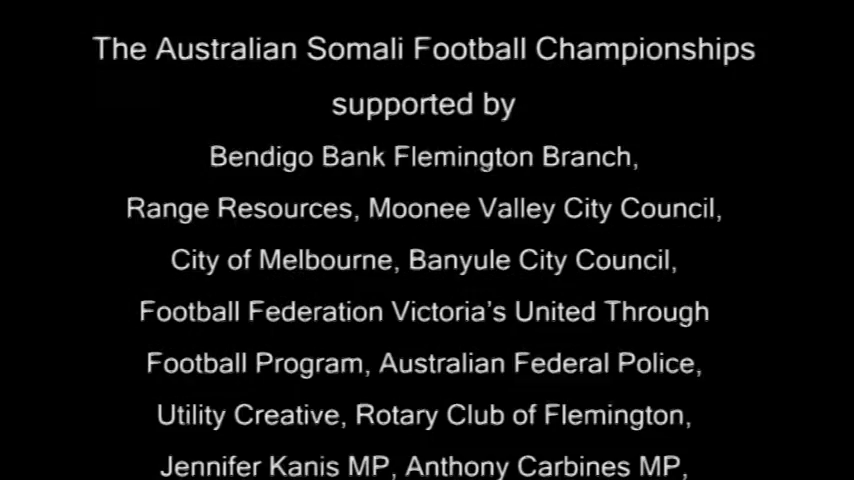 The Australian Somali Football Championships
supported by
Bendigo Bank Flemington Branch,
Range Resources, Moonee Valley City Council,
City of Melbourne, Banyule City Council,
Football Federation Victoria's United Through
Football Program, Australian Federal Police,
Utility Creative, Rotary Club of Flemington,
Jennifer Kanis MP, Anthony Carbines MP,